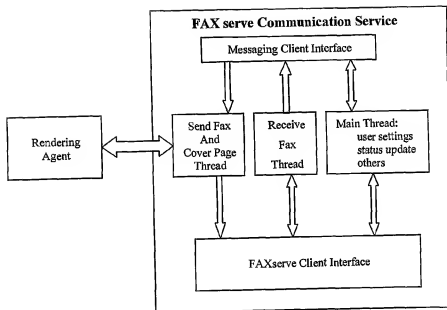 FAX serve Communication Service
Messaging Client Interface
Rendering
Agent
Send Fax
And
Cover Page
Thread
Receive
Fax
Thread
Main Thread:
user settings
status update
others
FAXserve Client Interface